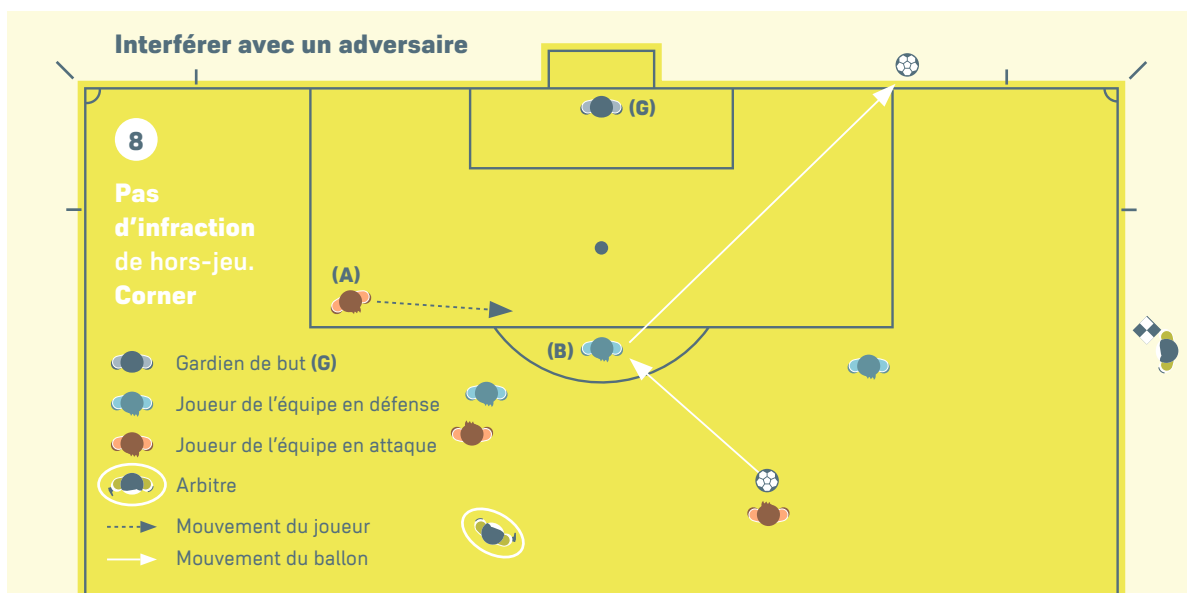 Interférer avec un adversaire
(G)
8
Pas
d’infraction
de hors-jeu.
Corner
(A)
(B)
Gardien de but (G)
Joueur de l’équipe en défense
Joueur de l’équipe en attaque
Arbitre
Mouvement du joueur
Mouvement du ballon